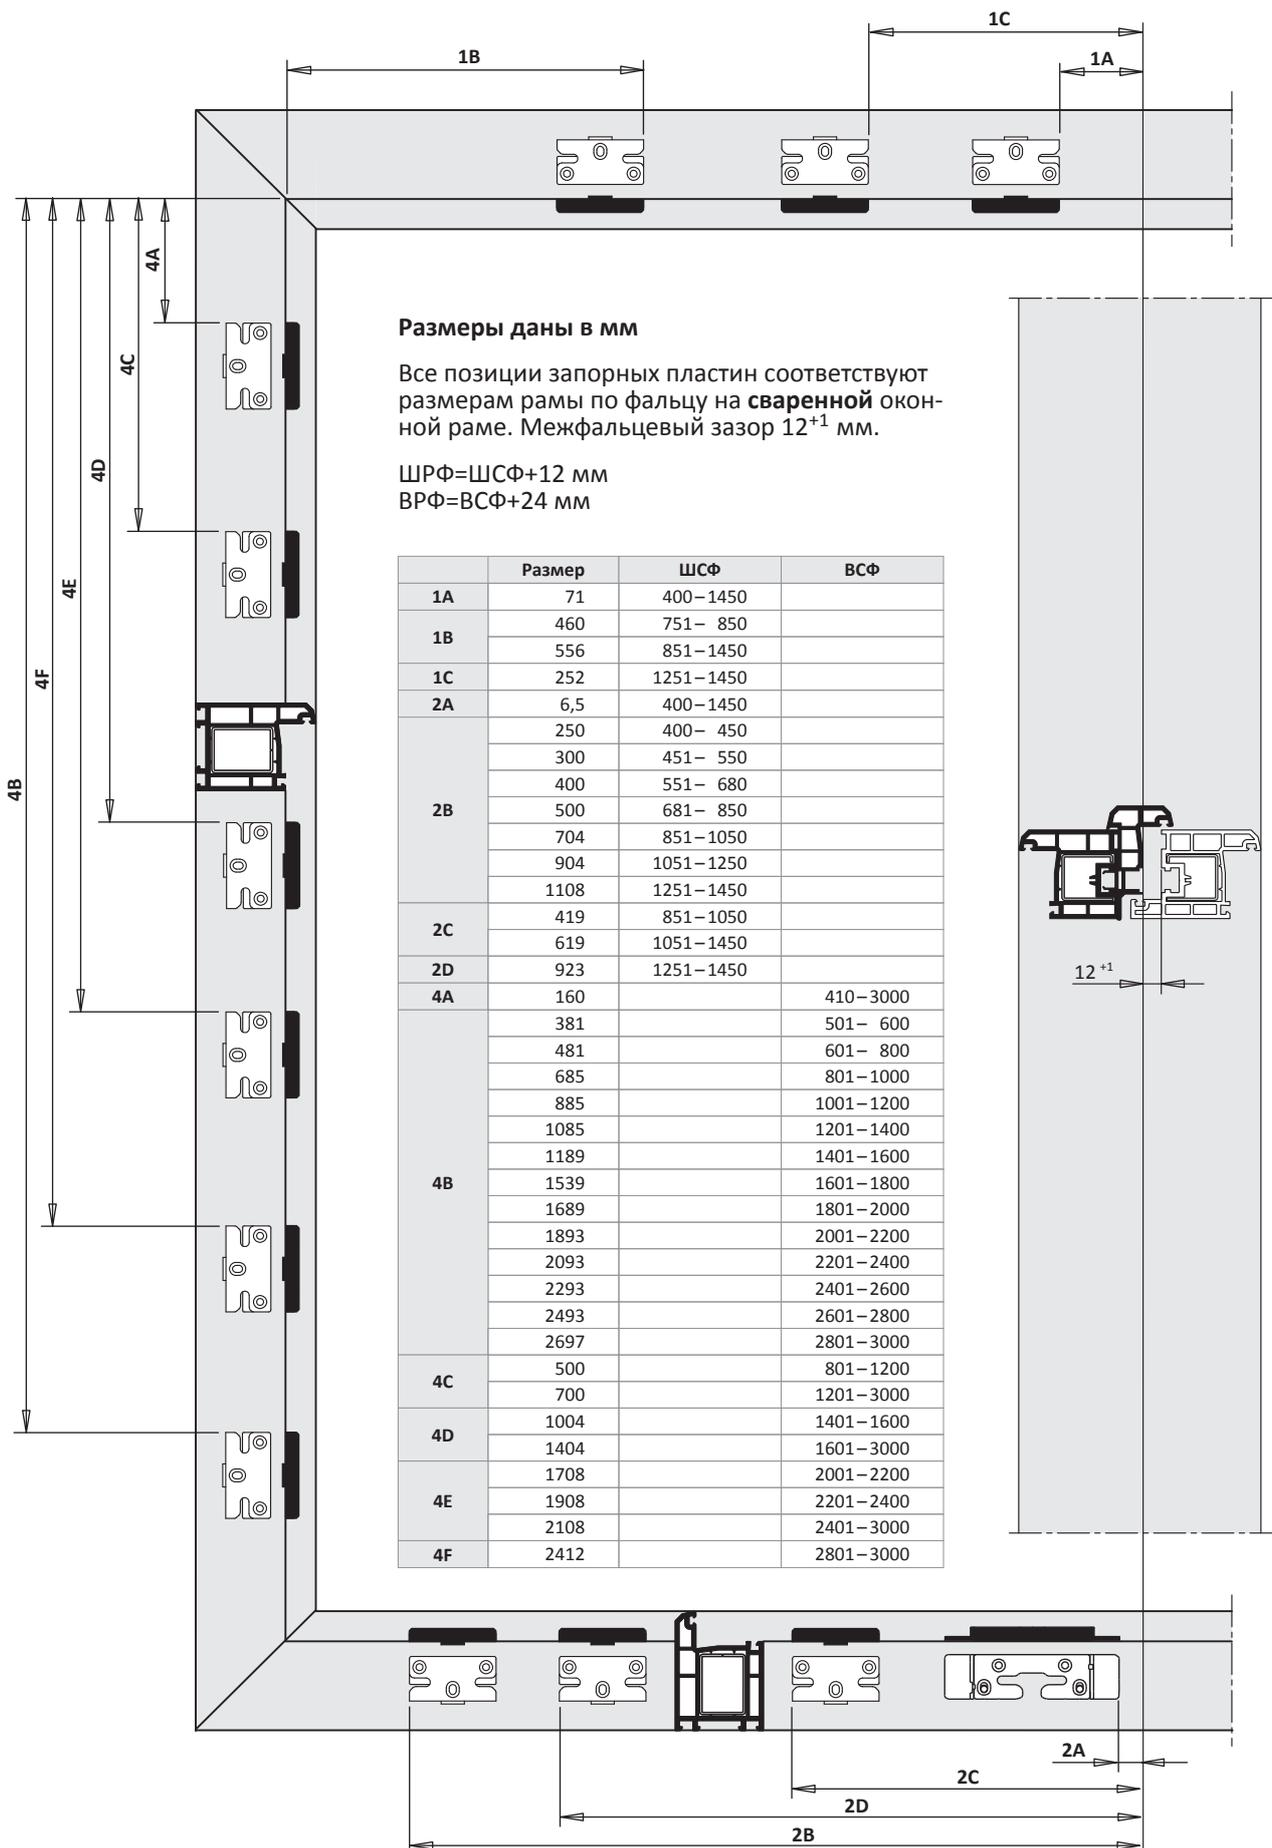 1C
1B
1A
4A
4C
4D
4E
4F
4B
Размеры даны в мм
Все позиции запорных пластин соответствуют
размерам рамы по фальцу на сваренной окон-
ной раме. Межфальцевый зазор 12+1 мм.
ШРФ=ШСФ+12 мм
ВРФ=ВСФ+24 мм
Размер ШСФ ВСФ
1A 71 400–1450
1B 460 751– 850
556 851–1450
1C 252 1251–1450
2A 6,5 400–1450
2B 250 400– 450
300 451– 550
400 551– 680
500 681– 850
704 851–1050
904 1051–1250
1108 1251–1450
2C 419 851–1050
619 1051–1450
2D 923 1251–1450
4A 160 410–3000
4B 381 501– 600
481 601– 800
685 801–1000
885 1001–1200
1085 1201–1400
1189 1401–1600
1539 1601–1800
1689 1801–2000
1893 2001–2200
2093 2201–2400
2293 2401–2600
2493 2601–2800
2697 2801–3000
4C 500 801–1200
700 1201–3000
4D 1004 1401–1600
1404 1601–3000
4E 1708 2001–2200
1908 2201–2400
2108 2401–3000
4F 2412 2801–3000
12 +1
2A
2C
2D
2B